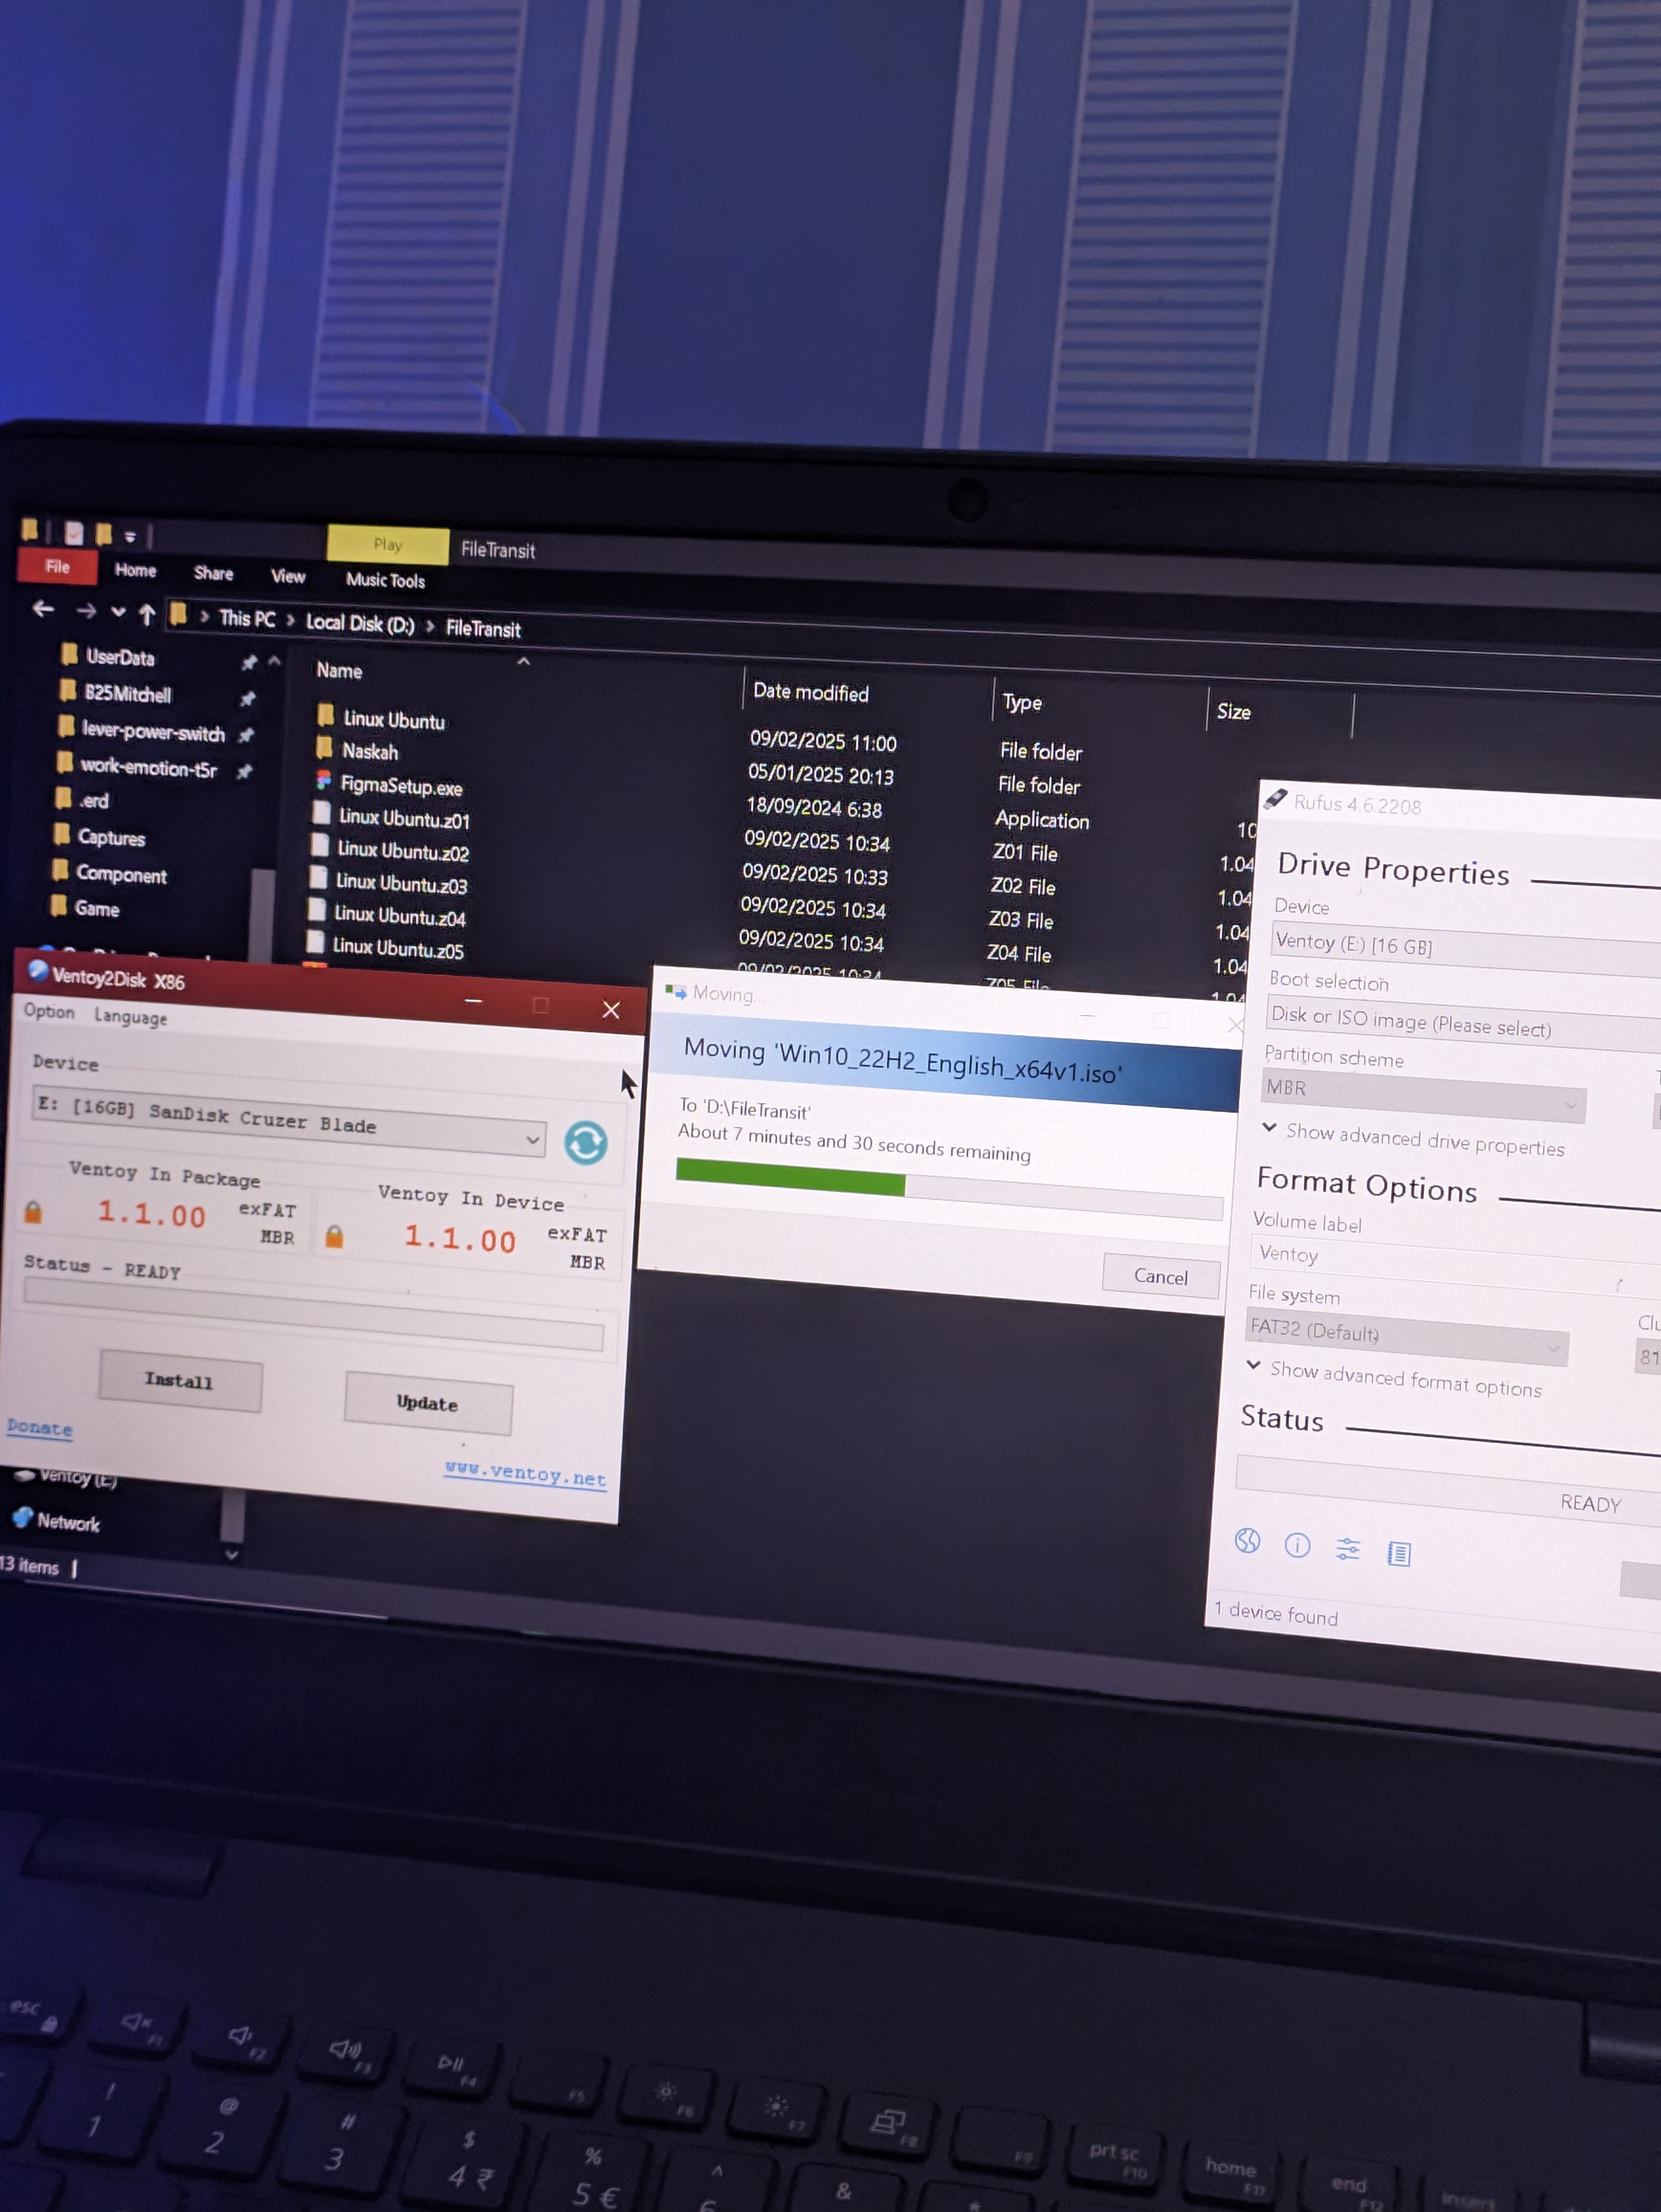 Play
FileTransit
File
Home
Share
View
Music Tools
This PC
Local Disk (D:)
FileTransit
UserData
B25Mitchell
lever-power-switch
work-emotion-t5r
.erd
Captures
Component
Game
Name
Date modified
Type
Size
Linux Ubuntu
09/02/2025 11:00
File folder
Naskah
05/01/2025 20:13
File folder
FigmaSetup.exe
18/09/2024 6:38
Application
10
Linux Ubuntu.z01
09/02/2025 10:34
Z01 File
1.04
Linux Ubuntu.z02
09/02/2025 10:33
Z02 File
1.04
Linux Ubuntu.z03
09/02/2025 10:34
Z03 File
1.04
Linux Ubuntu.z04
09/02/2025 10:34
Z04 File
1.04
Linux Ubuntu.z05
09/02/2025 10:34
Z05 File
1.04
Ventoy2Disk X86
Option Language
Device
E: [16GB] SanDisk Cruzer Blade
Ventoy In Package
1.1.00
exFAT
MBR
Ventoy In Device
1.1.00
exFAT
MBR
Status - READY
Install
Update
Donate
www.ventoy.net
Ventoy (E:)
Network
13 items
Moving...
Moving 'Win10_22H2_English_x64v1.iso'
To 'D:\FileTransit'
About 7 minutes and 30 seconds remaining
Cancel
Rufus 4.6.2208
Drive Properties
Device
Ventoy (E:) [16 GB]
Boot selection
Disk or ISO image (Please select)
Partition scheme
MBR
Show advanced drive properties
Format Options
Volume label
Ventoy
File system
Clu
FAT32 (Default)
81
Show advanced format options
Status
READY
1 device found
esc
F1
F2
F3
F4
F5
F6
F7
F8
F9
prt sc
F10
home
F11
end
F12
insert
!
1
@
2
#
3
$
4 ₹
%
5 €
^
6
&
*